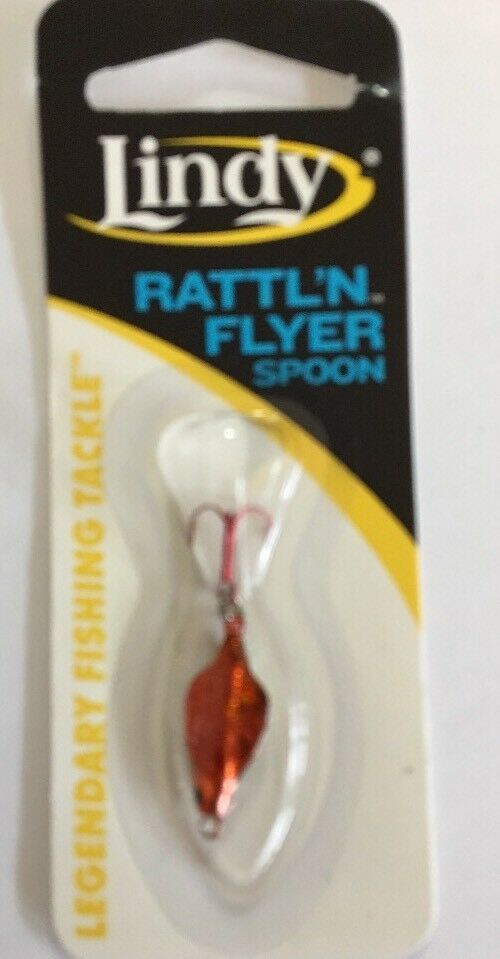 Lindy®
RATTL'N™
FLYER
SPOON
LEGENDARY FISHING TACKLE™